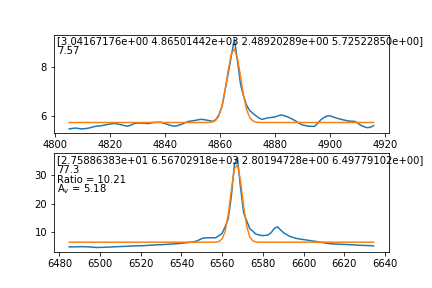 [3.04167176e+00 4.86501442e+03 2.48920289e+00 5.72522850e+00]
7.57
8
6
4800 4820 4840 4860 4880 4900 4920
[2.75886383e+01 6.56702918e+03 2.80194728e+00 6.49779102e+00]
77.3
Ratio = 10.21
Aᵥ = 5.18
30
20
10
6480 6500 6520 6540 6560 6580 6600 6620 6640